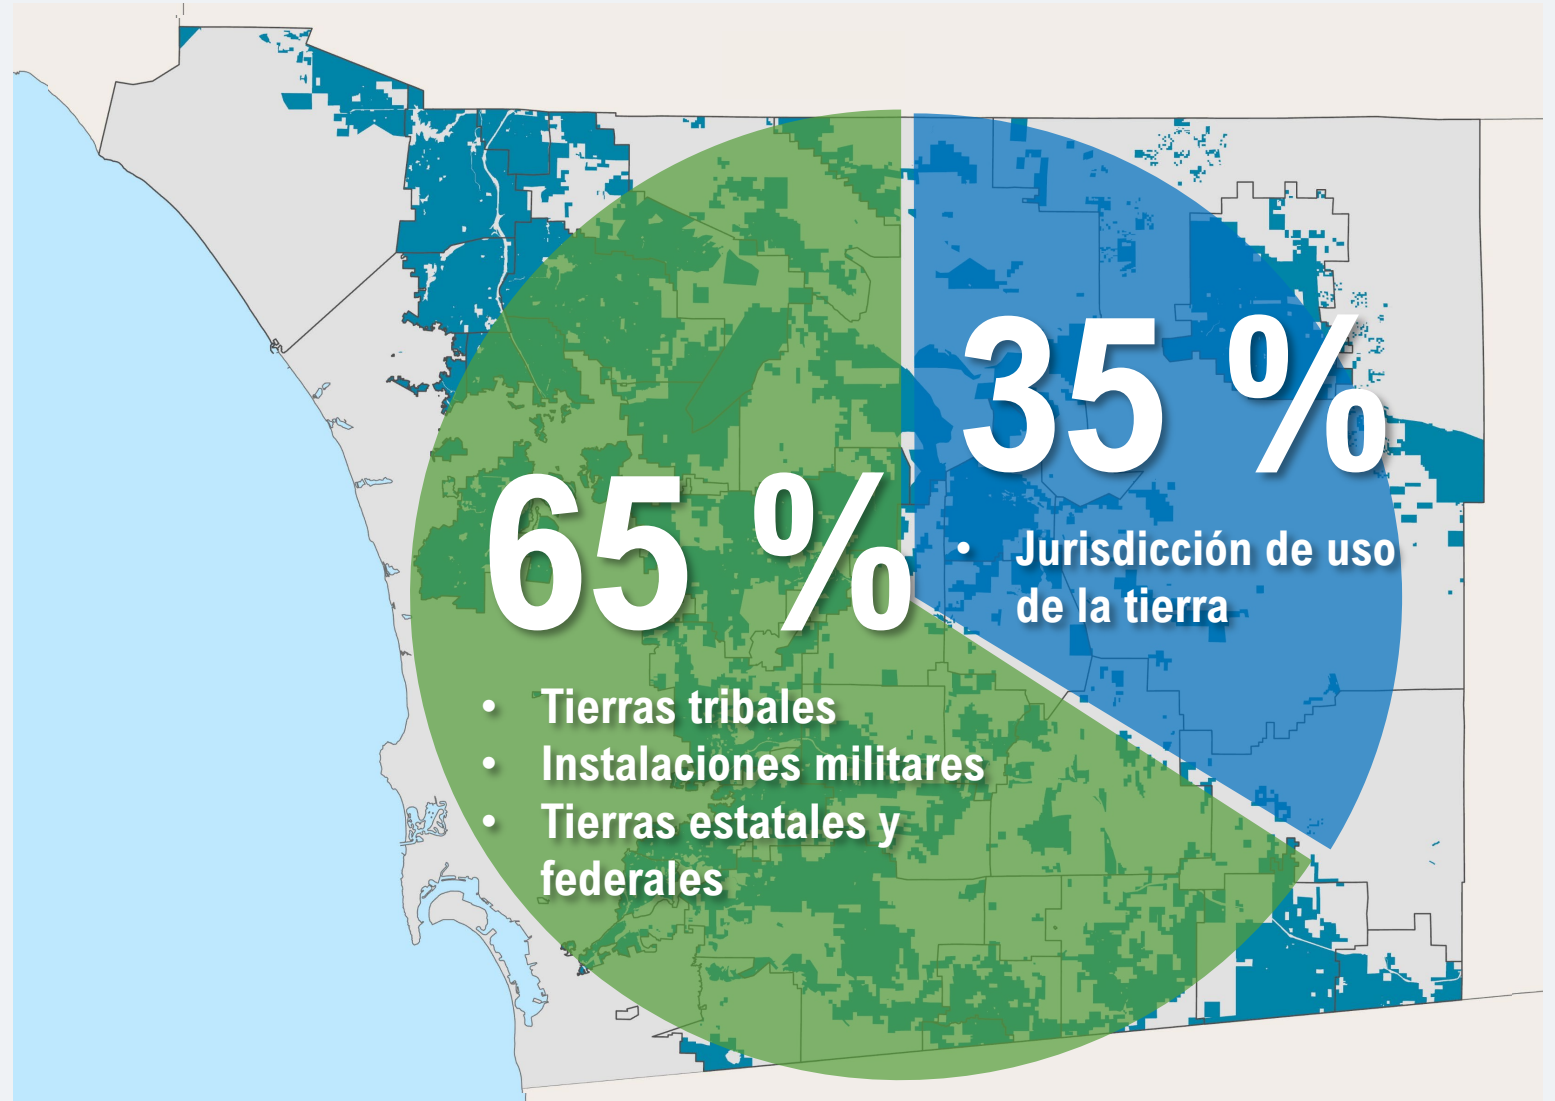 35 %
• Jurisdicción de uso
de la tierra
65 %
• Tierras tribales
• Instalaciones militares
• Tierras estatales y
federales